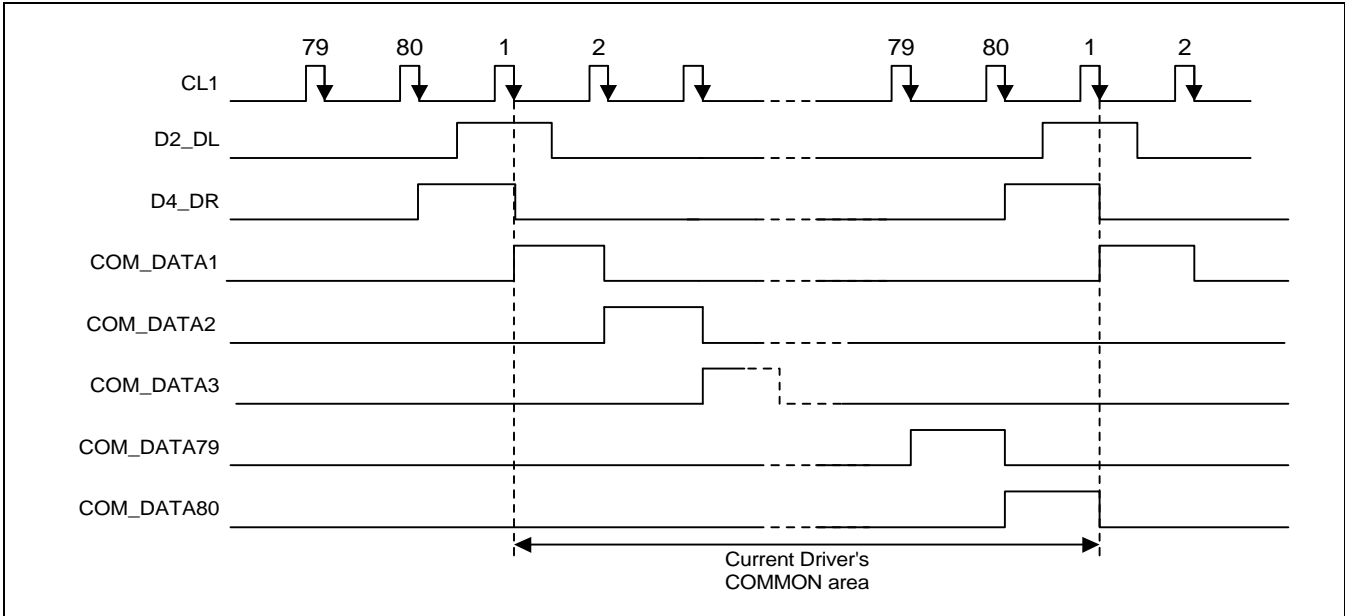 79 80 1 2 79 80 1 2
CL1
D2_DL
D4_DR
COM_DATA1
COM_DATA2
COM_DATA3
COM_DATA79
COM_DATA80
Current Driver's
COMMON area